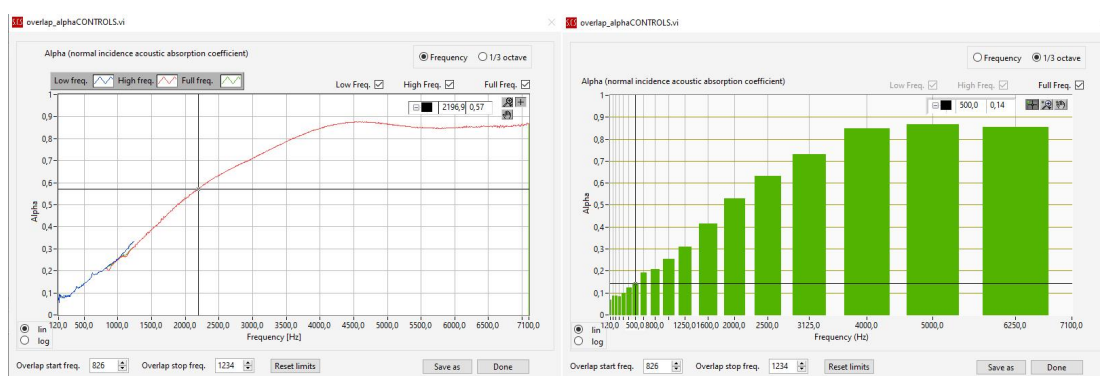 SCS overlap_alphaCONTROLS.vi
Alpha (normal incidence acoustic absorption coefficient)
Frequency 1/3 octave
Low freq. High freq. Full freq.
Low Freq. High Freq. Full Freq.
2196,9 0,57
1-
0,9-
0,8-
0,7-
0,6-
0,5-
0,4-
0,3-
0,2-
0,1-
0-
Alpha
120,0 500,0 1000,0 1500,0 2000,0 2500,0 3000,0 3500,0 4000,0 4500,0 5000,0 5500,0 6000,0 6500,0 7100,0
Frequency [Hz]
lin
log
Overlap start freq. 826 Overlap stop freq. 1234 Reset limits Save as Done
SCS overlap_alphaCONTROLS.vi
Frequency 1/3 octave
Alpha (normal incidence acoustic absorption coefficient)
Low Freq. High Freq. Full Freq.
500,0 0,14
1-
0,9-
0,8-
0,7-
0,6-
0,5-
0,4-
0,3-
0,2-
0,1-
0-
Alpha
120,0 500,0 800,0 1250,0 1600,0 2000,0 2500,0 3125,0 4000,0 5000,0 6250,0 7100,0
Frequency (Hz)
lin
log
Overlap start freq. 826 Overlap stop freq. 1234 Reset limits Save as Done